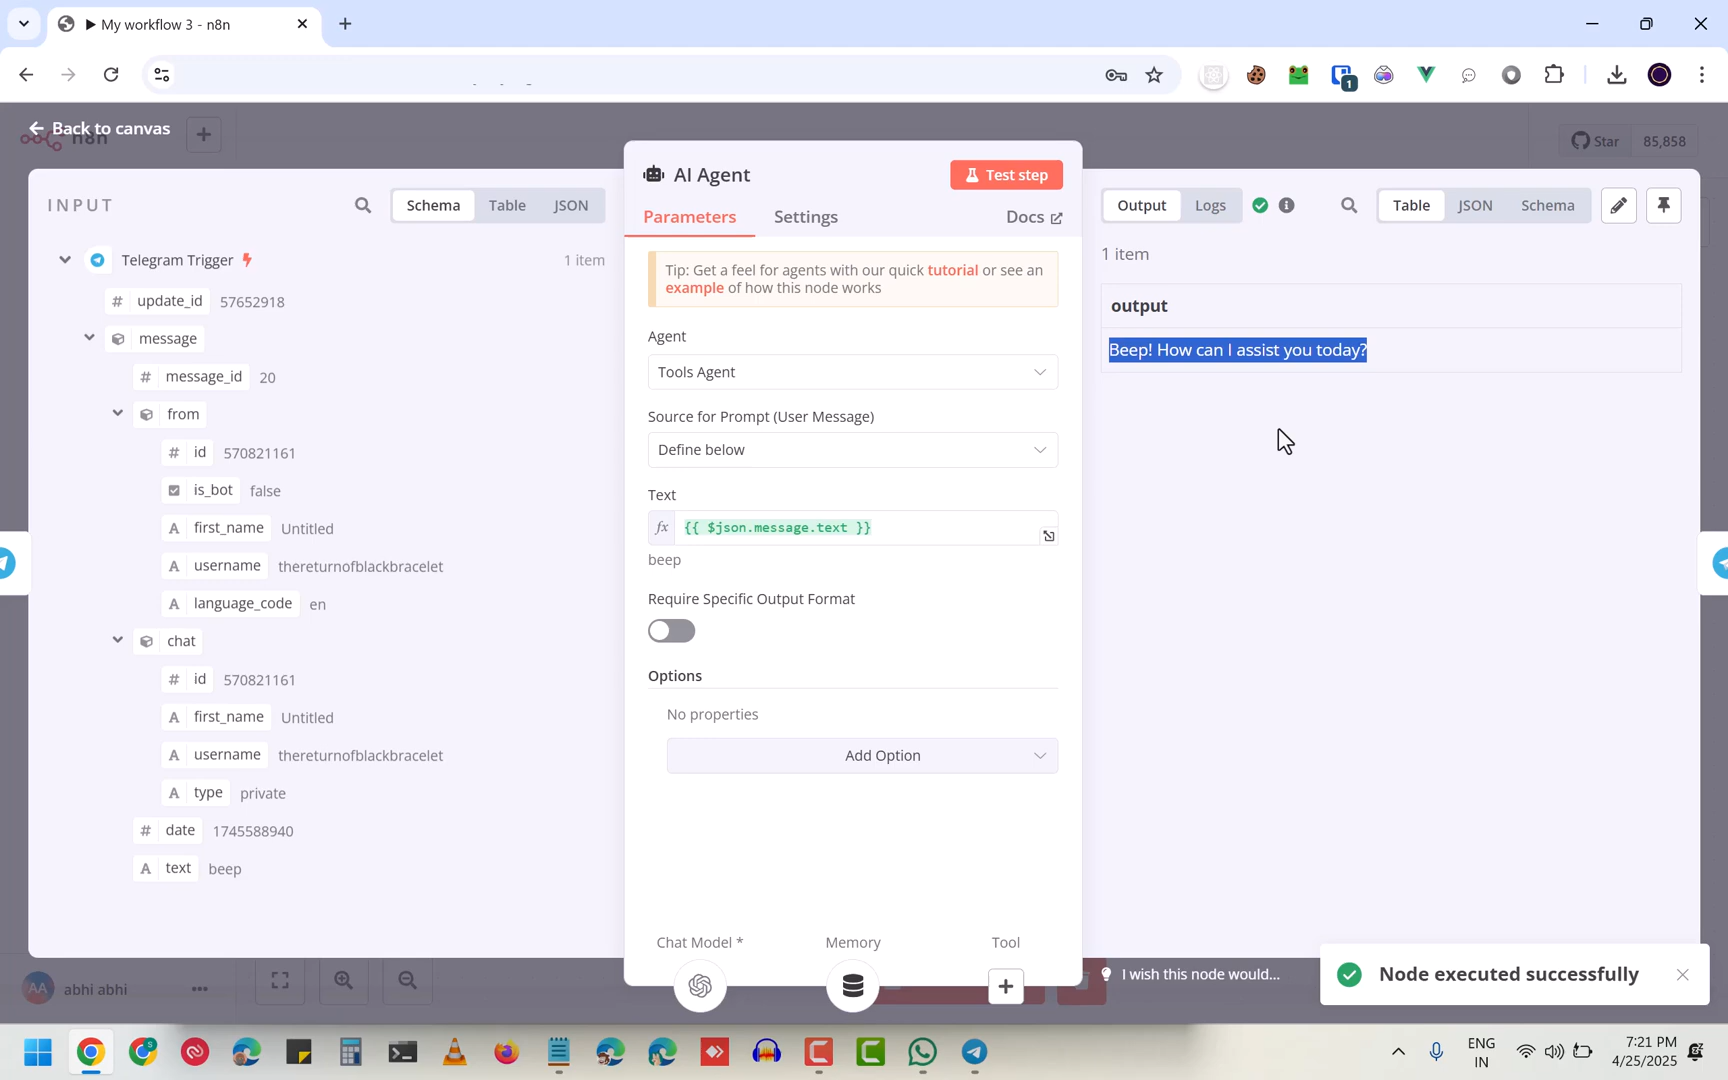 My workflow 3 - n8n
1
Back to canvas
n8n
Star 85,858
INPUT
Schema Table JSON
Telegram Trigger 1 item
# update_id 57652918
message
# message_id 20
from
# id 570821161
is_bot false
A first_name Untitled
A username thereturnofblackbracelet
A language_code en
chat
# id 570821161
A first_name Untitled
A username thereturnofblackbracelet
A type private
# date 1745588940
A text beep
AI Agent
Test step
Parameters Settings Docs
Tip: Get a feel for agents with our quick tutorial or see an
example of how this node works
Agent
Tools Agent
Source for Prompt (User Message)
Define below
Text
fx {{ $json.message.text }}
beep
Require Specific Output Format
Options
No properties
Add Option
Chat Model * Memory Tool
Output Logs
Table JSON Schema
1 item
output
Beep! How can I assist you today?
I wish this node would...
Node executed successfully
AA abhi abhi
S
ENG
IN
7:21 PM
4/25/2025